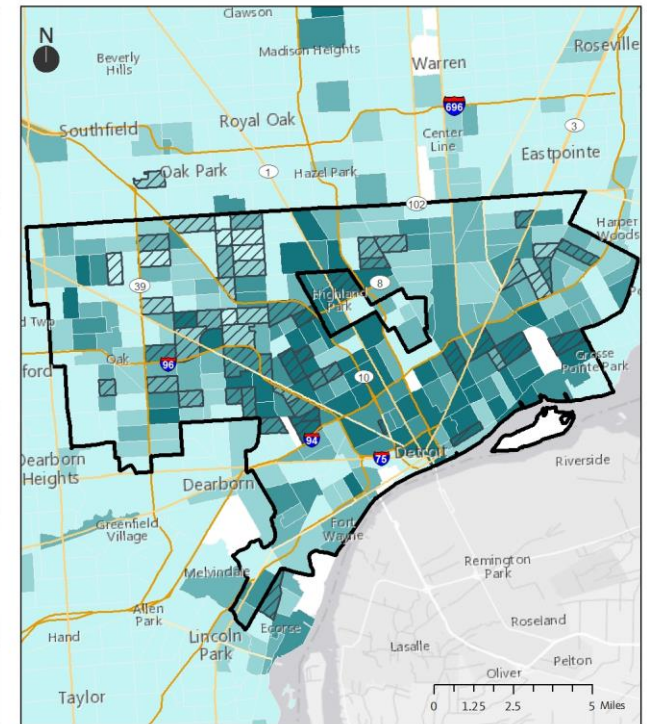 Clawson
N
Madison Heights
Beverly
Hills
Warren
Roseville
696
Royal Oak
Southfield
Center
Line
3
Eastpointe
Oak Park
1
Hazel Park
102
Harper
Woods
39
8
Highland
Park
Oak
96
Grosse
Pointe Park
10
94
75
Detroit
Riverside
Dearborn
Heights
Dearborn
Greenfield
Village
Fort
Wayne
Melvindale
Remington
Park
Allen
Park
Roseland
Hand
Lincoln
Park
Ecorse
Lasalle
Pelton
Oliver
Taylor
0 1.25 2.5 5 Miles